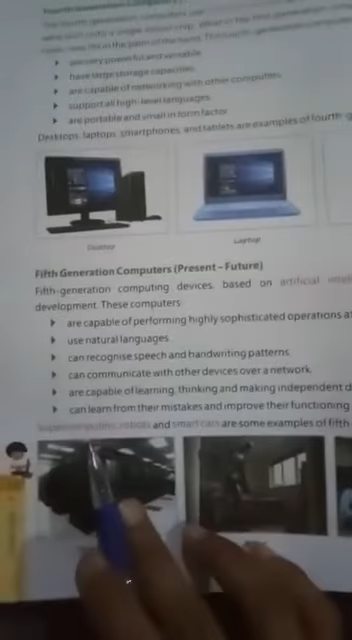 are very powerful and versatile.
have large storage capacities.
are capable of networking with other computers
support all high-level languages.
are portable and small in form factor
Desktops, laptops, smartphones, and tablets are examples of fourth
Desktop
Laptop
Fifth Generation Computers (Present – Future)
Fifth-generation computing devices, based on artificial
development. These computers:
are capable of performing highly sophisticated operations
use natural languages.
can recognise speech and handwriting patterns.
can communicate with other devices over a network.
are capable of learning, thinking and making independent
can learn from their mistakes and improve their functioning
Supercomputers, robots and smart cars are some examples of fifth